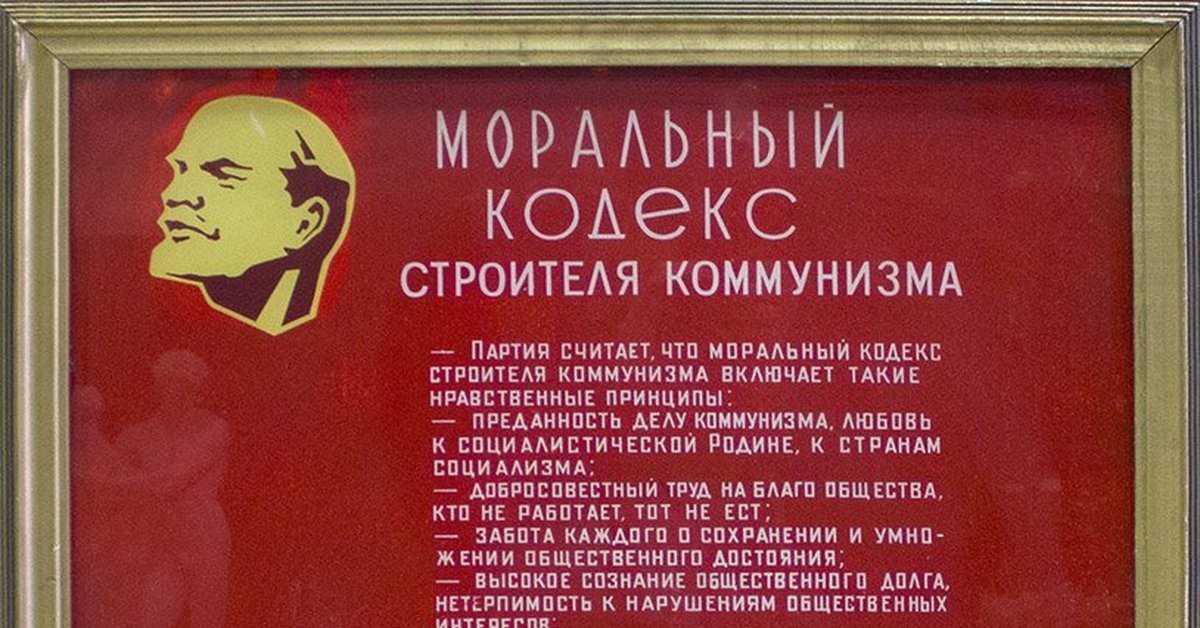 МОРАЛЬНЫЙ
КОДЕКС
СТРОИТЕЛЯ КОММУНИЗМА
— ПАРТИЯ СЧИТАЕТ, ЧТО МОРАЛЬНЫЙ КОДЕКС
СТРОИТЕЛЯ КОММУНИЗМА ВКЛЮЧАЕТ ТАКИЕ
НРАВСТВЕННЫЕ ПРИНЦИПЫ:
— ПРЕДАННОСТЬ ДЕЛУ КОММУНИЗМА, ЛЮБОВЬ
К СОЦИАЛИСТИЧЕСКОЙ РОДИНЕ, К СТРАНАМ
СОЦИАЛИЗМА;
— ДОБРОСОВЕСТНЫЙ ТРУД НА БЛАГО ОБЩЕСТВА,
КТО НЕ РАБОТАЕТ, ТОТ НЕ ЕСТ;
— ЗАБОТА КАЖДОГО О СОХРАНЕНИИ И УМНО-
ЖЕНИИ ОБЩЕСТВЕННОГО ДОСТОЯНИЯ;
— ВЫСОКОЕ СОЗНАНИЕ ОБЩЕСТВЕННОГО ДОЛГА,
НЕТЕРПИМОСТЬ К НАРУШЕНИЯМ ОБЩЕСТВЕННЫХ
ИНТЕРЕСОВ;